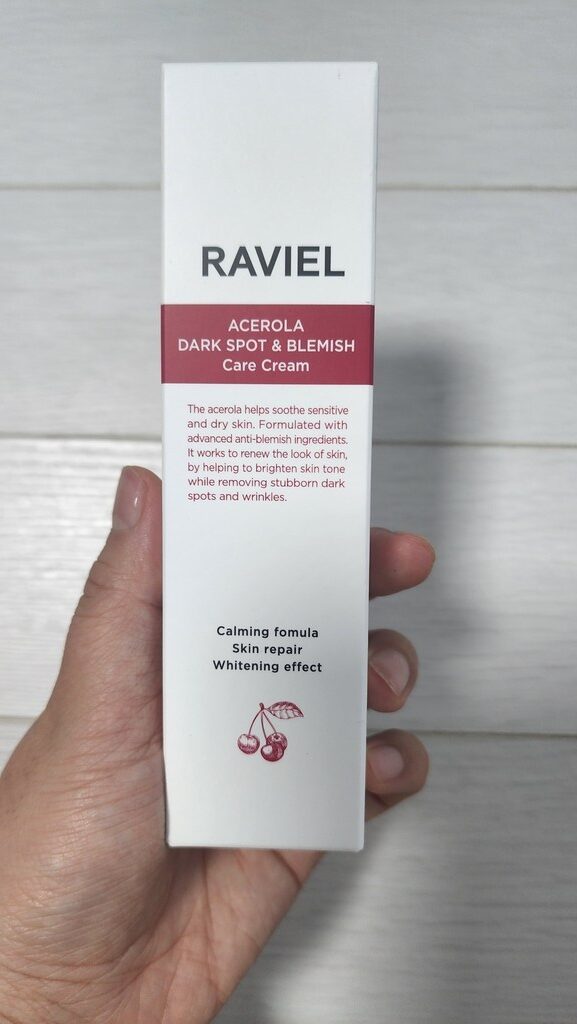 RAVIEL
ACEROLA
DARK SPOT & BLEMISH
Care Cream
The acerola helps soothe sensitive
and dry skin. Formulated with
advanced anti-blemish ingredients.
It works to renew the look of skin,
by helping to brighten skin tone
while removing stubborn dark
spots and wrinkles.
Calming fomula
Skin repair
Whitening effect